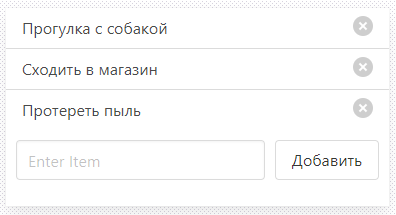 Прогулка с собакой
Сходить в магазин
Протереть пыль
Enter Item
Добавить